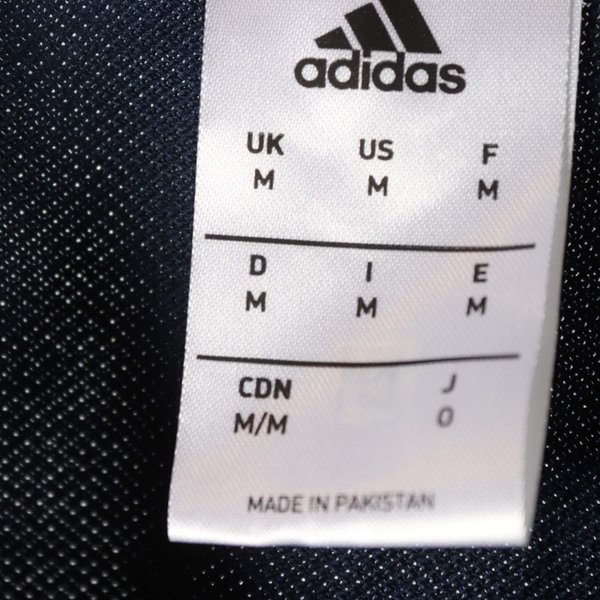 adidas
UK US F
M M M
D I E
M M M
CDN J
M/M O
MADE IN PAKISTAN